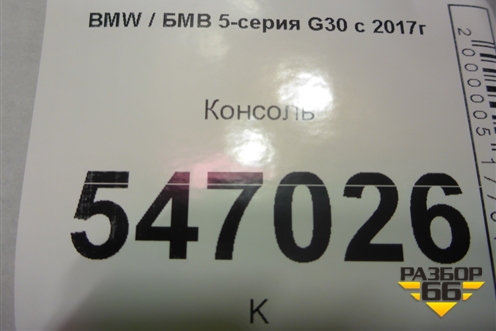 BMW / БМВ 5-серия G30 с 2017г
Консоль
547026
К
РАЗБОР
66